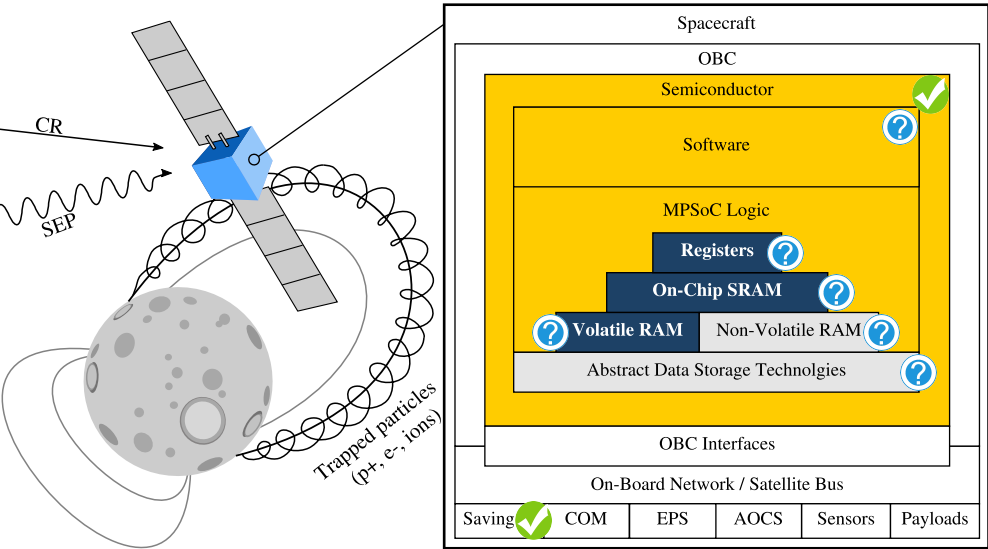 CR
SEP
Trapped particles
(p+, e-, ions)
Spacecraft
OBC
Semiconductor
?
Software
MPSoC Logic
Registers
?
On-Chip SRAM
?
?
Volatile RAM
Non-Volatile RAM
?
Abstract Data Storage Technolgies
?
OBC Interfaces
On-Board Network / Satellite Bus
Saving
COM
EPS
AOCS
Sensors
Payloads